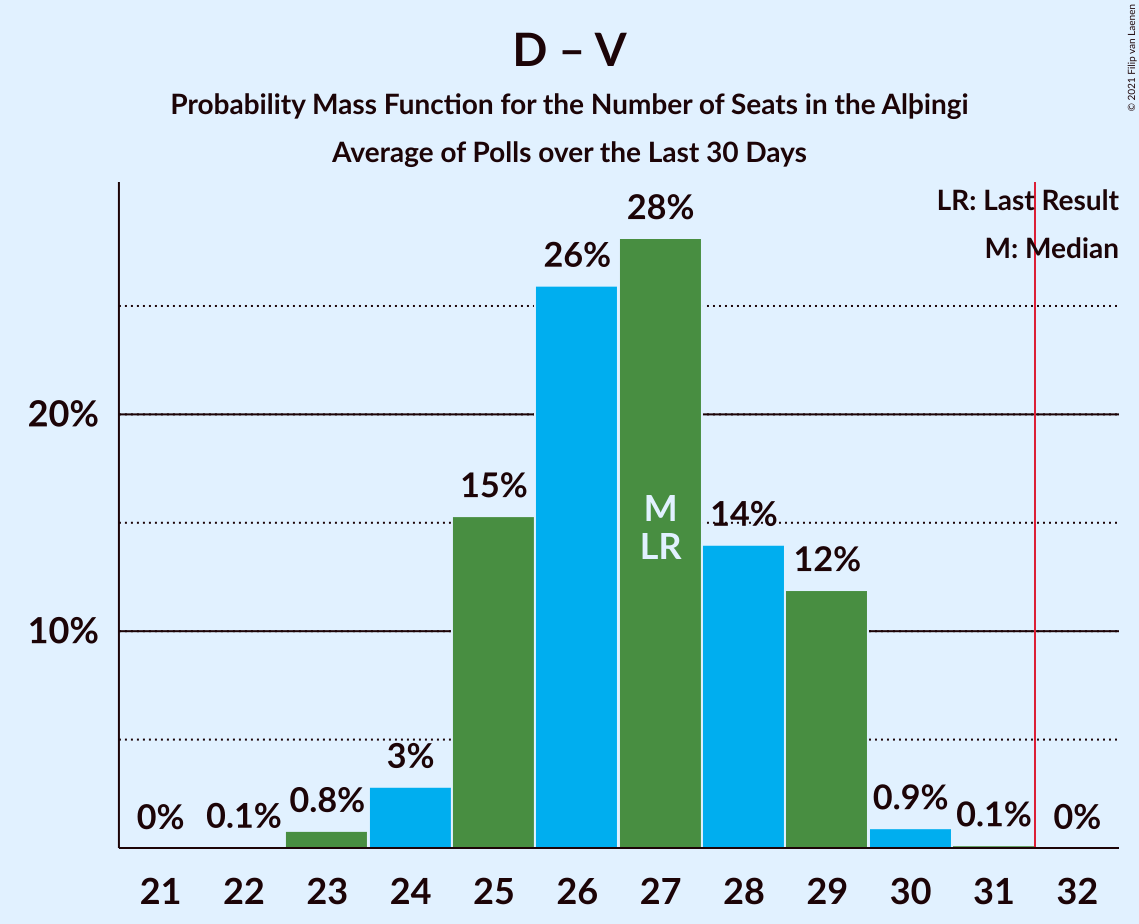 D – V
Probability Mass Function for the Number of Seats in the Alþingi
Average of Polls over the Last 30 Days
© 2021 Filip van Laenen
LR: Last Result
M: Median
28%
26%
20%
15%
M
14%
LR
12%
10%
3%
0.8%
0.9%
0%
0.1%
0.1%
0%
21 22 23 24 25 26 27 28 29 30 31 32